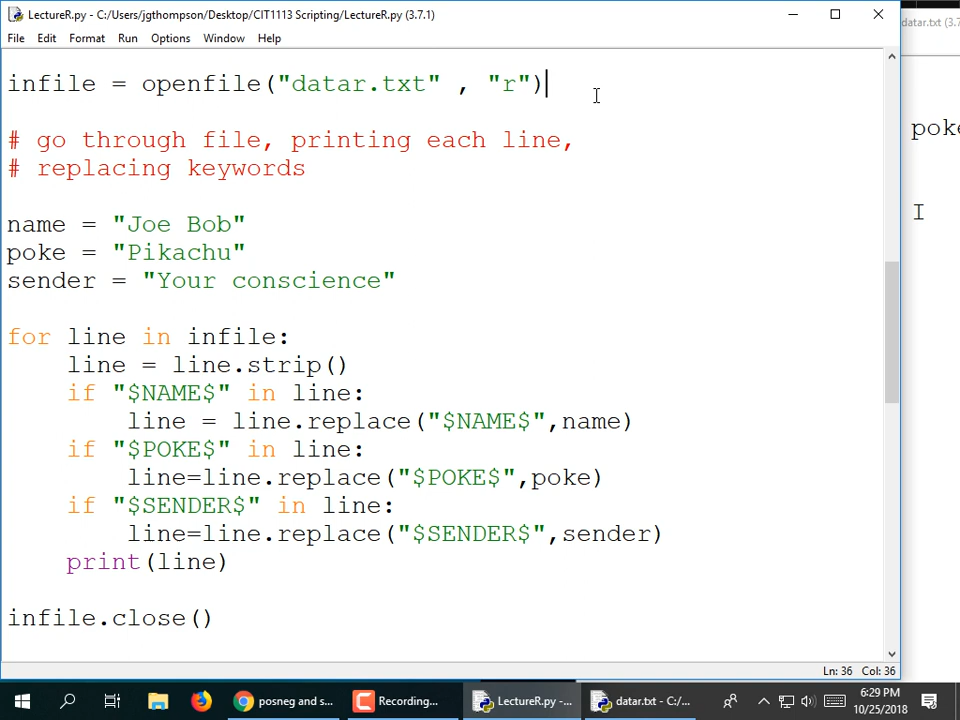 LectureR.py - C:/Users/jgthompson/Desktop/CIT1113 Scripting/LectureR.py (3.7.1)
datar.txt (3.7
File Edit Format Run Options Window Help
infile = openfile("datar.txt" , "r")
poke
# go through file, printing each line,
# replacing keywords
name = "Joe Bob"
poke = "Pikachu"
sender = "Your conscience"
for line in infile:
    line = line.strip()
    if "$NAME$" in line:
        line = line.replace("$NAME$",name)
    if "$POKE$" in line:
        line=line.replace("$POKE$",poke)
    if "$SENDER$" in line:
        line=line.replace("$SENDER$",sender)
    print(line)
infile.close()
Ln: 36 Col: 36
posneg and s...
Recording...
LectureR.py -...
datar.txt - C:/...
6:29 PM
10/25/2018